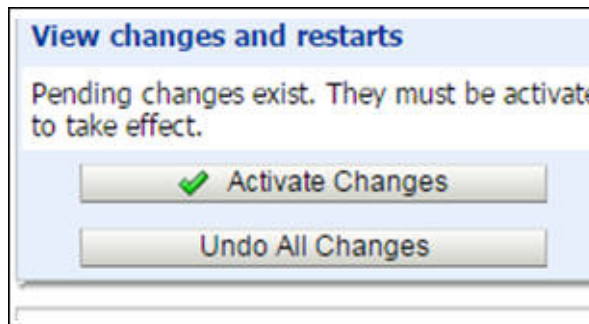 View changes and restarts
Pending changes exist. They must be activate
to take effect.
Activate Changes
Undo All Changes